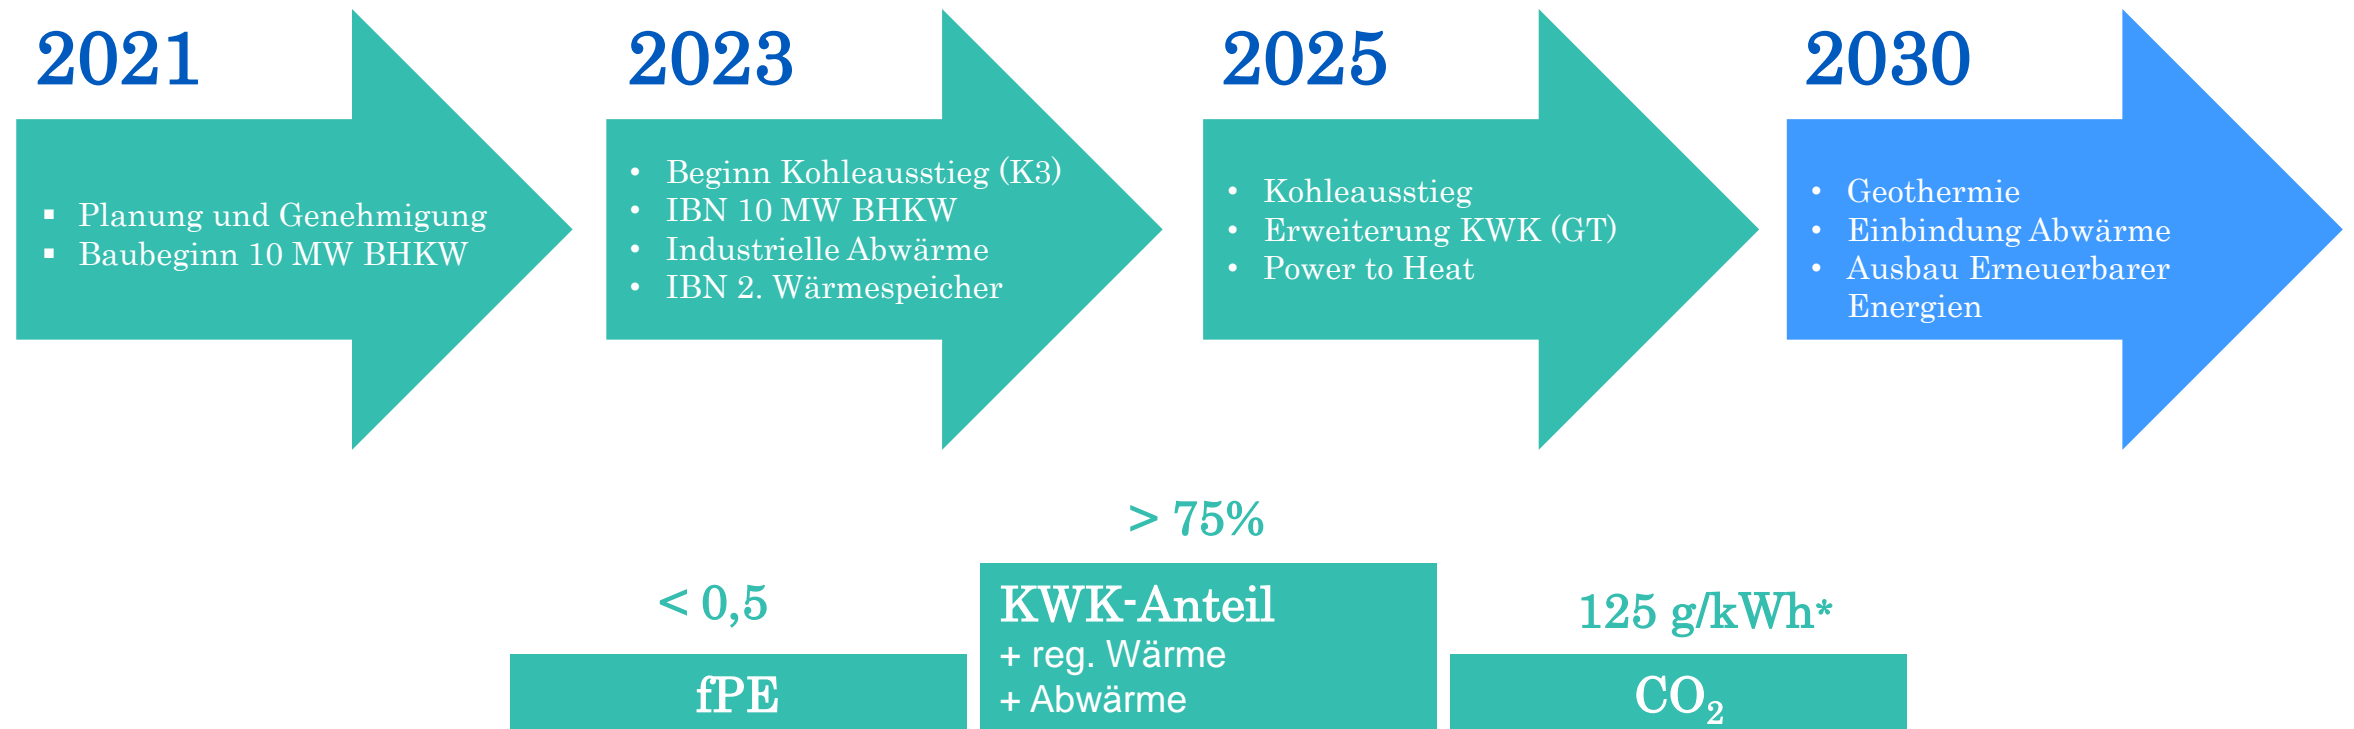 2021
▪ Planung und Genehmigung
▪ Baubeginn 10 MW BHKW
2023
• Beginn Kohleausstieg (K3)
• IBN 10 MW BHKW
• Industrielle Abwärme
• IBN 2. Wärmespeicher
2025
• Kohleausstieg
• Erweiterung KWK (GT)
• Power to Heat
2030
• Geothermie
• Einbindung Abwärme
• Ausbau Erneuerbarer
Energien
< 0,5
fPE
> 75%
KWK-Anteil
+ reg. Wärme
+ Abwärme
125 g/kWh*
CO₂